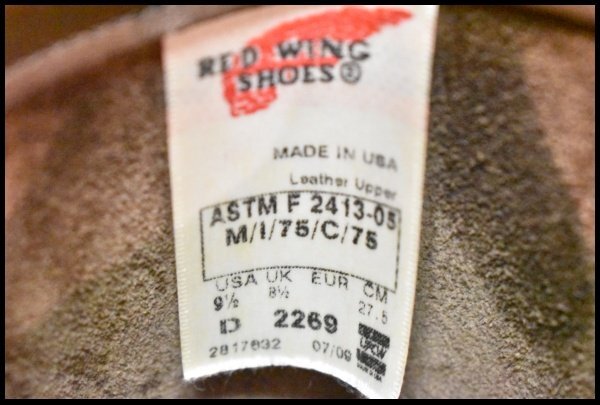 RED WING
SHOES®
MADE IN USA
Leather Upper
ASTM F 2413-05
M/I/75/C/75
USA UK EUR CM
9½ 8½ 27.5
D 2269
2817832 07/09